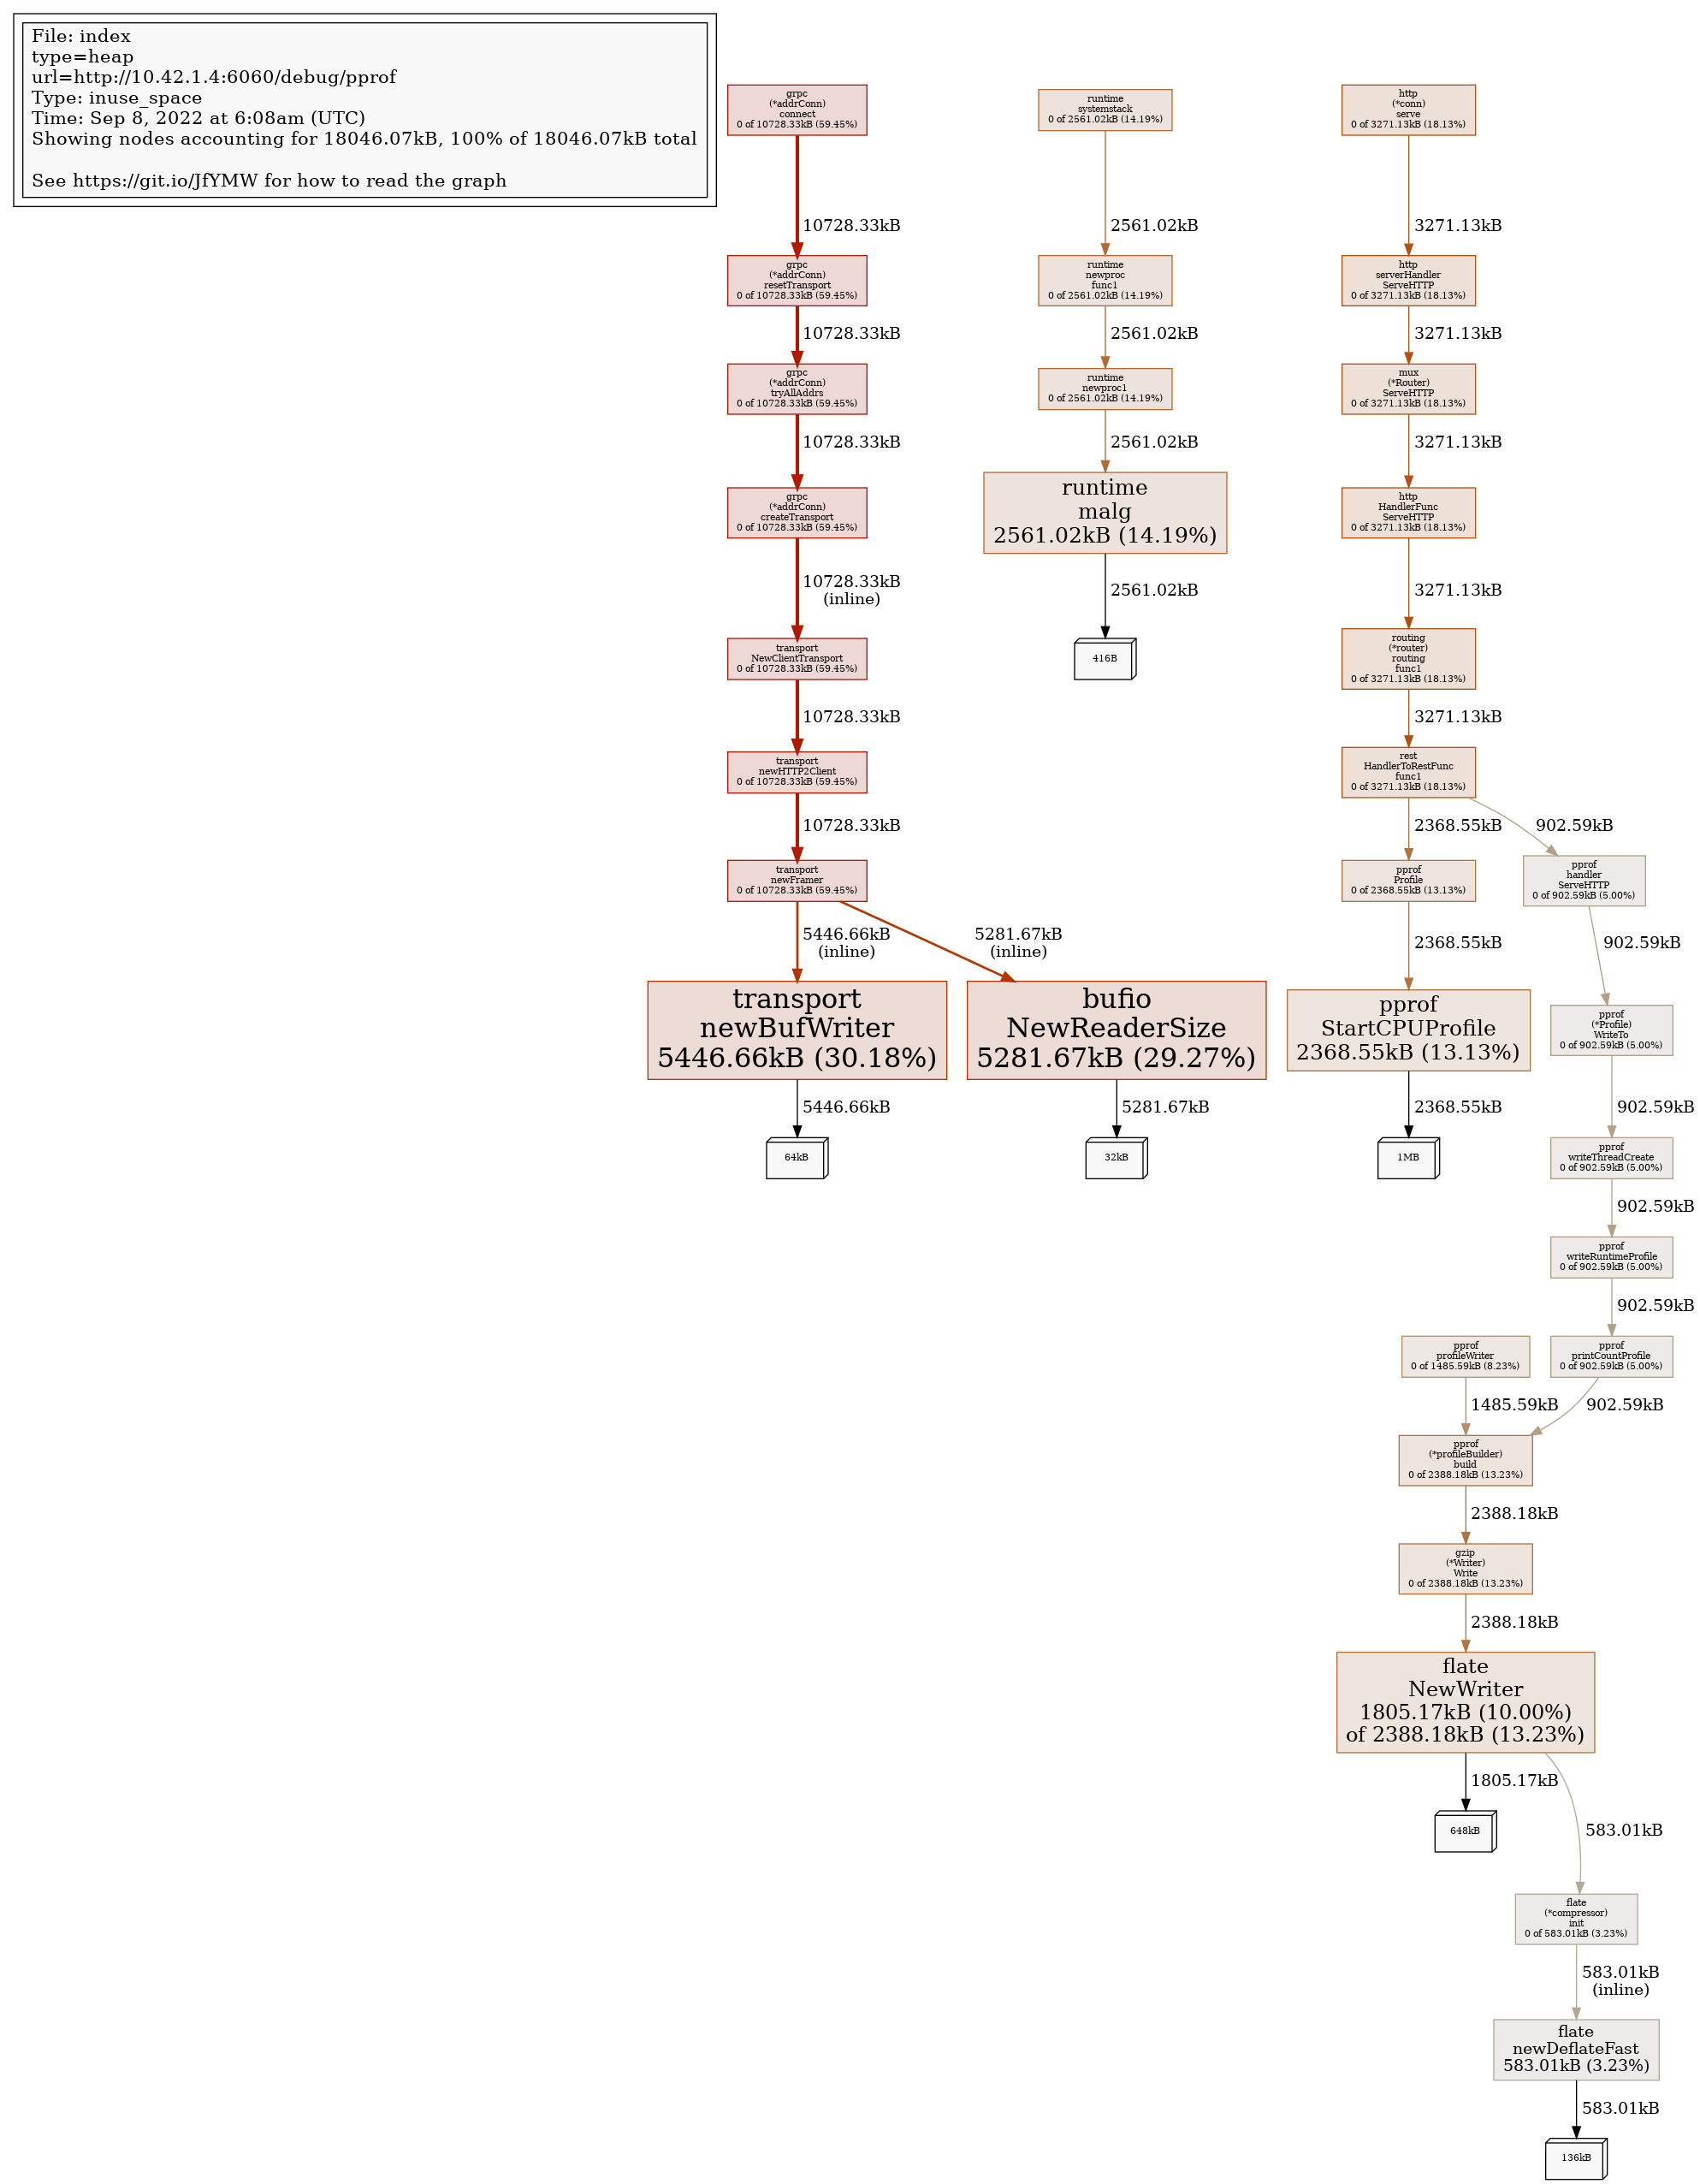 File: index
type=heap
url=http://10.42.1.4:6060/debug/pprof
Type: inuse_space
Time: Sep 8, 2022 at 6:08am (UTC)
Showing nodes accounting for 18046.07kB, 100% of 18046.07kB total
See https://git.io/JfYMW for how to read the graph
grpc
(*addrConn)
connect
0 of 10728.33kB (59.45%)
10728.33kB
grpc
(*addrConn)
resetTransport
0 of 10728.33kB (59.45%)
10728.33kB
grpc
(*addrConn)
tryAllAddrs
0 of 10728.33kB (59.45%)
10728.33kB
grpc
(*addrConn)
createTransport
0 of 10728.33kB (59.45%)
10728.33kB
(inline)
transport
NewClientTransport
0 of 10728.33kB (59.45%)
10728.33kB
transport
newHTTP2Client
0 of 10728.33kB (59.45%)
10728.33kB
transport
newFramer
0 of 10728.33kB (59.45%)
5446.66kB
(inline)
5281.67kB
(inline)
transport
newBufWriter
5446.66kB (30.18%)
5446.66kB
64kB
bufio
NewReaderSize
5281.67kB (29.27%)
5281.67kB
32kB
runtime
systemstack
0 of 2561.02kB (14.19%)
2561.02kB
runtime
newproc
func1
0 of 2561.02kB (14.19%)
2561.02kB
runtime
newproc1
0 of 2561.02kB (14.19%)
2561.02kB
runtime
malg
2561.02kB (14.19%)
2561.02kB
416B
http
(*conn)
serve
0 of 3271.13kB (18.13%)
3271.13kB
http
serverHandler
ServeHTTP
0 of 3271.13kB (18.13%)
3271.13kB
mux
(*Router)
ServeHTTP
0 of 3271.13kB (18.13%)
3271.13kB
http
HandlerFunc
ServeHTTP
0 of 3271.13kB (18.13%)
3271.13kB
routing
(*router)
routing
func1
0 of 3271.13kB (18.13%)
3271.13kB
rest
HandlerToRestFunc
func1
0 of 3271.13kB (18.13%)
2368.55kB
902.59kB
pprof
Profile
0 of 2368.55kB (13.13%)
2368.55kB
pprof
StartCPUProfile
2368.55kB (13.13%)
2368.55kB
1MB
pprof
handler
ServeHTTP
0 of 902.59kB (5.00%)
902.59kB
pprof
(*Profile)
WriteTo
0 of 902.59kB (5.00%)
902.59kB
pprof
writeThreadCreate
0 of 902.59kB (5.00%)
902.59kB
pprof
writeRuntimeProfile
0 of 902.59kB (5.00%)
902.59kB
pprof
profileWriter
0 of 1485.59kB (8.23%)
1485.59kB
pprof
printCountProfile
0 of 902.59kB (5.00%)
902.59kB
pprof
(*profileBuilder)
build
0 of 2388.18kB (13.23%)
2388.18kB
gzip
(*Writer)
Write
0 of 2388.18kB (13.23%)
2388.18kB
flate
NewWriter
1805.17kB (10.00%)
of 2388.18kB (13.23%)
1805.17kB
648kB
583.01kB
flate
(*compressor)
init
0 of 583.01kB (3.23%)
583.01kB
(inline)
flate
newDeflateFast
583.01kB (3.23%)
583.01kB
136kB